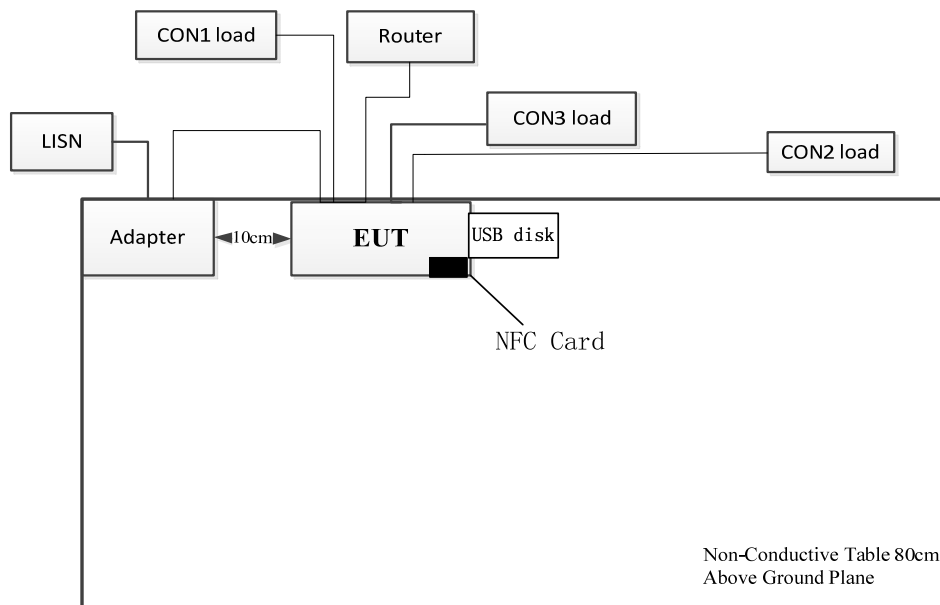 CON1 load
Router
LISN
CON3 load
CON2 load
Adapter
10cm
EUT
USB disk
NFC Card
Non-Conductive Table 80cm
Above Ground Plane